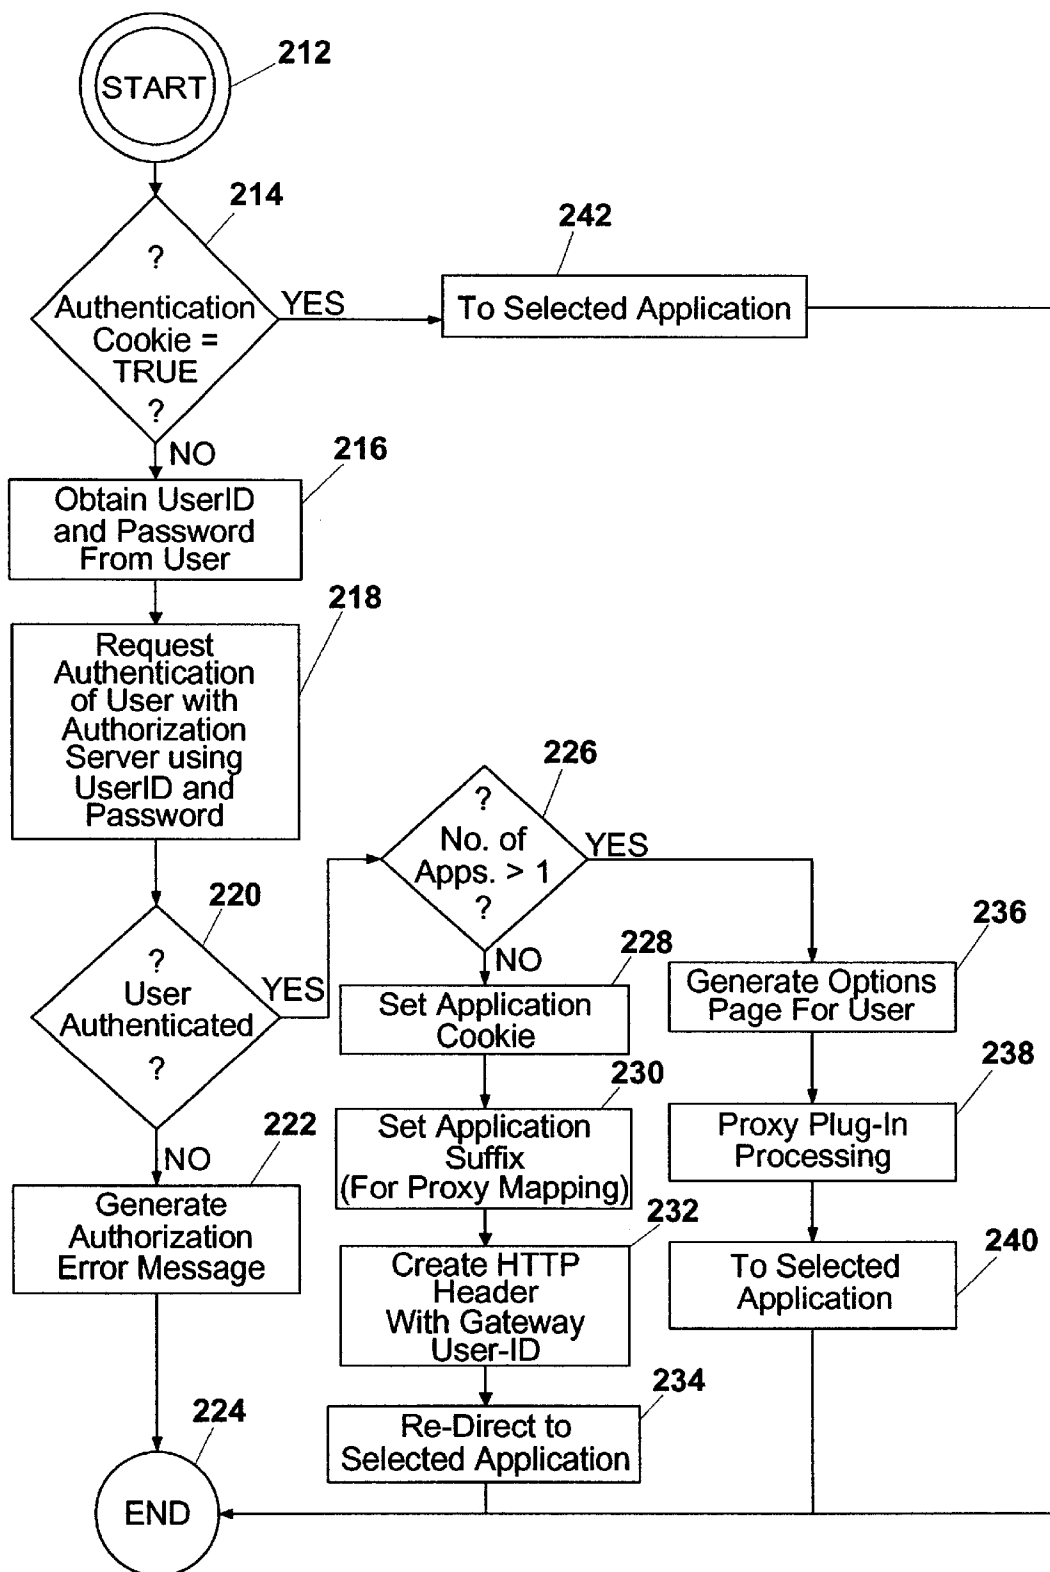 212
START
214
?
Authentication
Cookie =
TRUE
?
YES
242
To Selected Application
NO
216
Obtain UserID
and Password
From User
218
Request
Authentication
of User with
Authorization
Server using
UserID and
Password
220
?
User
Authenticated
?
YES
226
?
No. of
Apps. > 1
?
YES
NO
228
Set Application
Cookie
230
Set Application
Suffix
(For Proxy Mapping)
232
Create HTTP
Header
With Gateway
User-ID
234
Re-Direct to
Selected Application
236
Generate Options
Page For User
238
Proxy Plug-In
Processing
240
To Selected
Application
NO
222
Generate
Authorization
Error Message
224
END